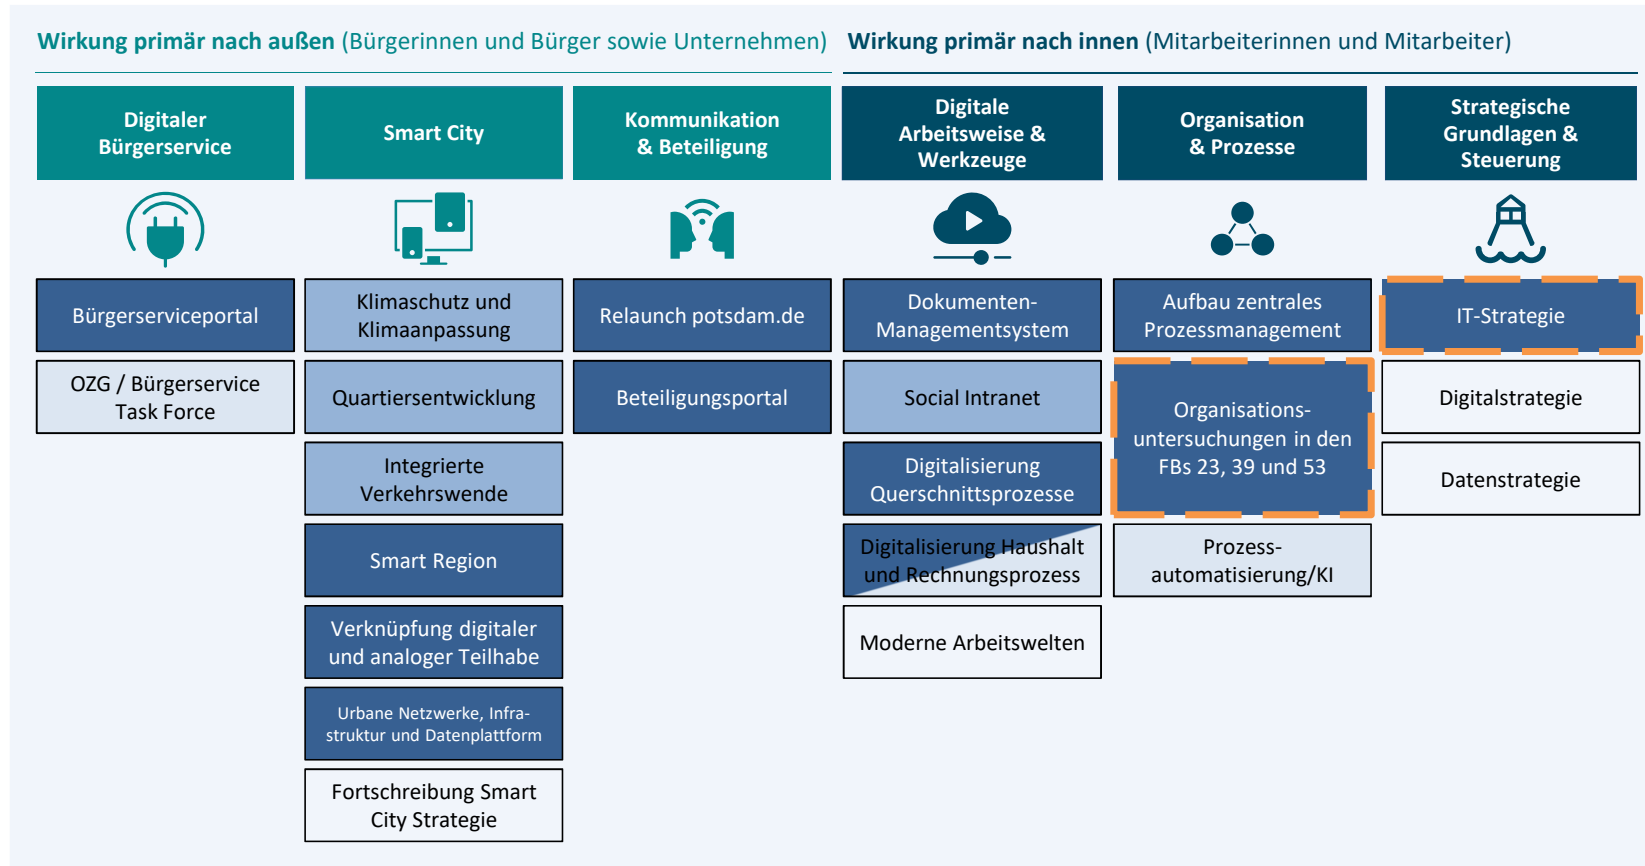 Wirkung primär nach außen (Bürgerinnen und Bürger sowie Unternehmen)
Wirkung primär nach innen (Mitarbeiterinnen und Mitarbeiter)
Digitaler
Bürgerservice
Smart City
Kommunikation
& Beteiligung
Digitale
Arbeitsweise &
Werkzeuge
Organisation
& Prozesse
Strategische
Grundlagen &
Steuerung
Bürgerserviceportal
OZG / Bürgerservice
Task Force
Klimaschutz und
Klimaanpassung
Quartiersentwicklung
Integrierte
Verkehrswende
Smart Region
Verknüpfung digitaler
und analoger Teilhabe
Urbane Netzwerke, Infra-
struktur und Datenplattform
Fortschreibung Smart
City Strategie
Relaunch potsdam.de
Beteiligungsportal
Dokumenten-
Managementsystem
Social Intranet
Digitalisierung
Querschnittsprozesse
Digitalisierung Haushalt
und Rechnungsprozess
Moderne Arbeitswelten
Aufbau zentrales
Prozessmanagement
Organisations-
untersuchungen in den
FBs 23, 39 und 53
Prozess-
automatisierung/KI
IT-Strategie
Digitalstrategie
Datenstrategie